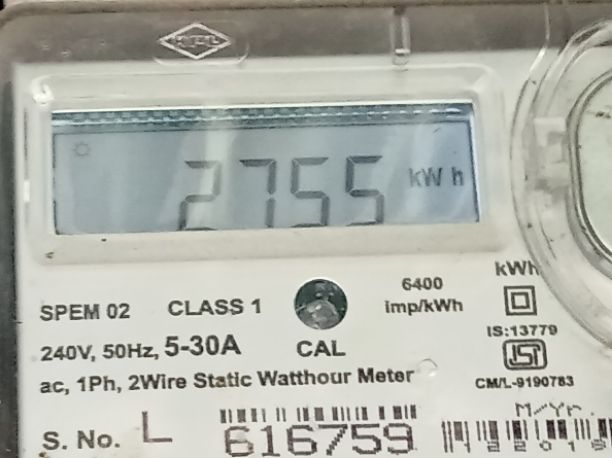 2755 kWh
6400
imp/kWh
kWh
SPEM 02 CLASS 1
240V, 50Hz, 5-30A
CAL
IS:13779
ISI
ac, 1Ph, 2Wire Static Watthour Meter
CM/L-9190783
S. No. L 616759
M/Yr.